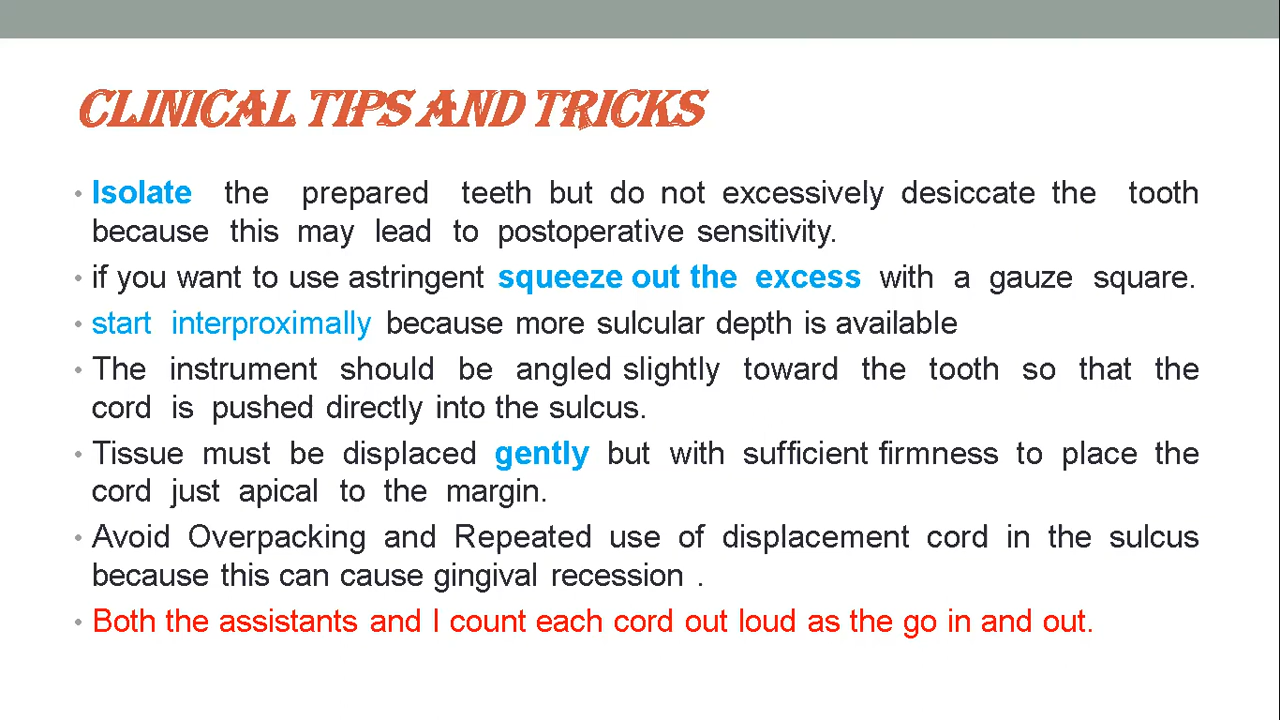 CLINICAL TIPS AND TRICKS
• Isolate the prepared teeth but do not excessively desiccate the tooth
because this may lead to postoperative sensitivity.
• if you want to use astringent squeeze out the excess with a gauze square.
• start interproximally because more sulcular depth is available
• The instrument should be angled slightly toward the tooth so that the
cord is pushed directly into the sulcus.
• Tissue must be displaced gently but with sufficient firmness to place the
cord just apical to the margin.
• Avoid Overpacking and Repeated use of displacement cord in the sulcus
because this can cause gingival recession .
• Both the assistants and I count each cord out loud as the go in and out.